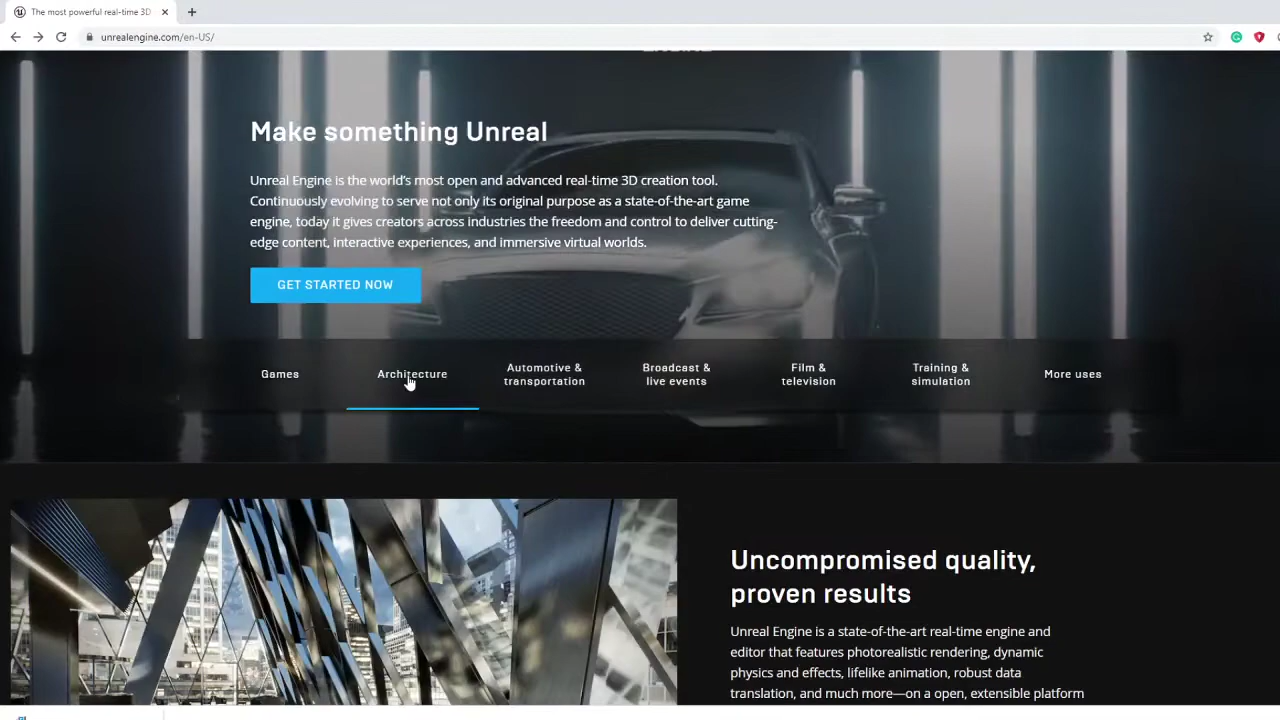 The most powerful real-time 3D
unrealengine.com/en-US/
Make something Unreal
Unreal Engine is the world's most open and advanced real-time 3D creation tool.
Continuously evolving to serve not only its original purpose as a state-of-the-art game
engine, today it gives creators across industries the freedom and control to deliver cutting-
edge content, interactive experiences, and immersive virtual worlds.
GET STARTED NOW
Games
Architecture
Automotive &
transportation
Broadcast &
live events
Film &
television
Training &
simulation
More uses
Uncompromised quality,
proven results
Unreal Engine is a state-of-the-art real-time engine and
editor that features photorealistic rendering, dynamic
physics and effects, lifelike animation, robust data
translation, and much more—on a open, extensible platform